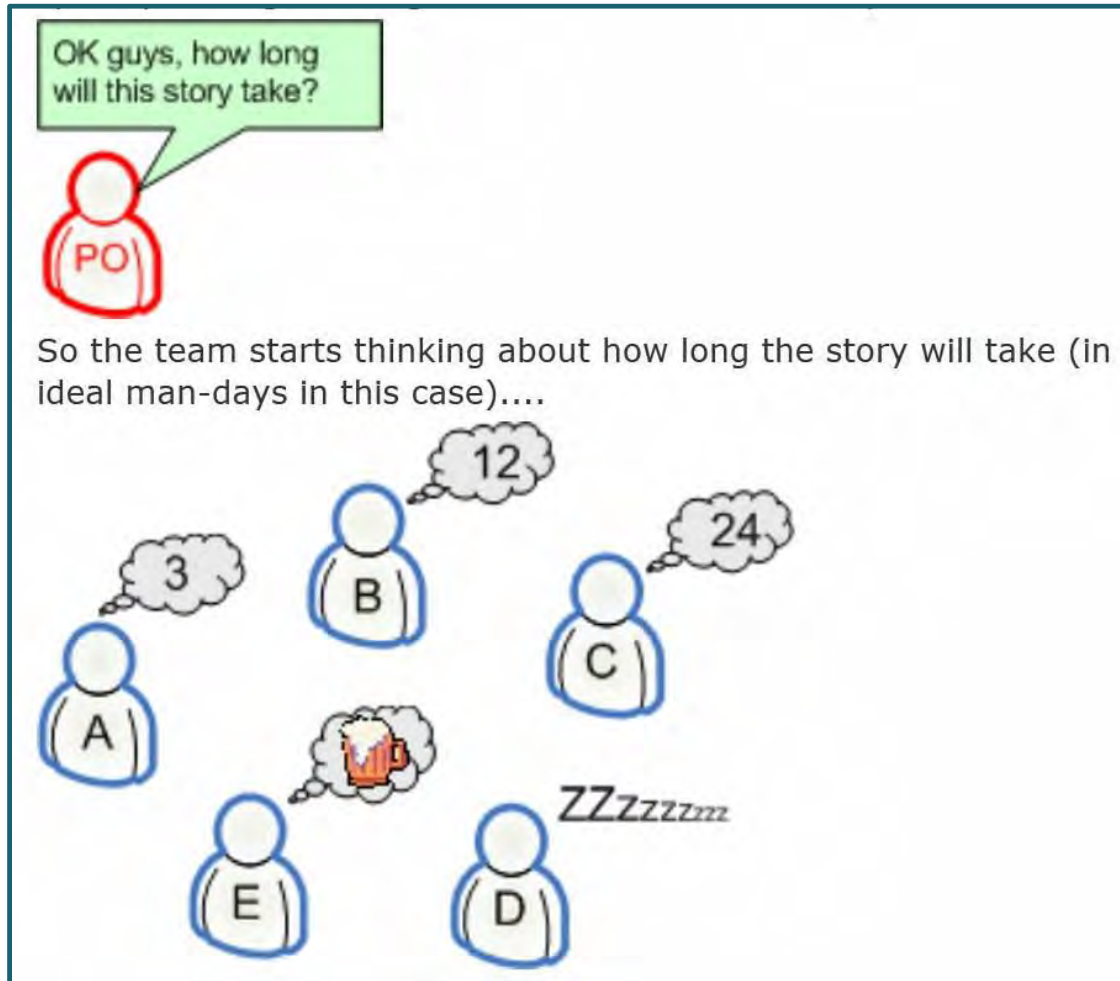 OK guys, how long
will this story take?
PO
So the team starts thinking about how long the story will take (in
ideal man-days in this case)....
12
24
3
B
C
A
ZZzzzzzzz
E
D